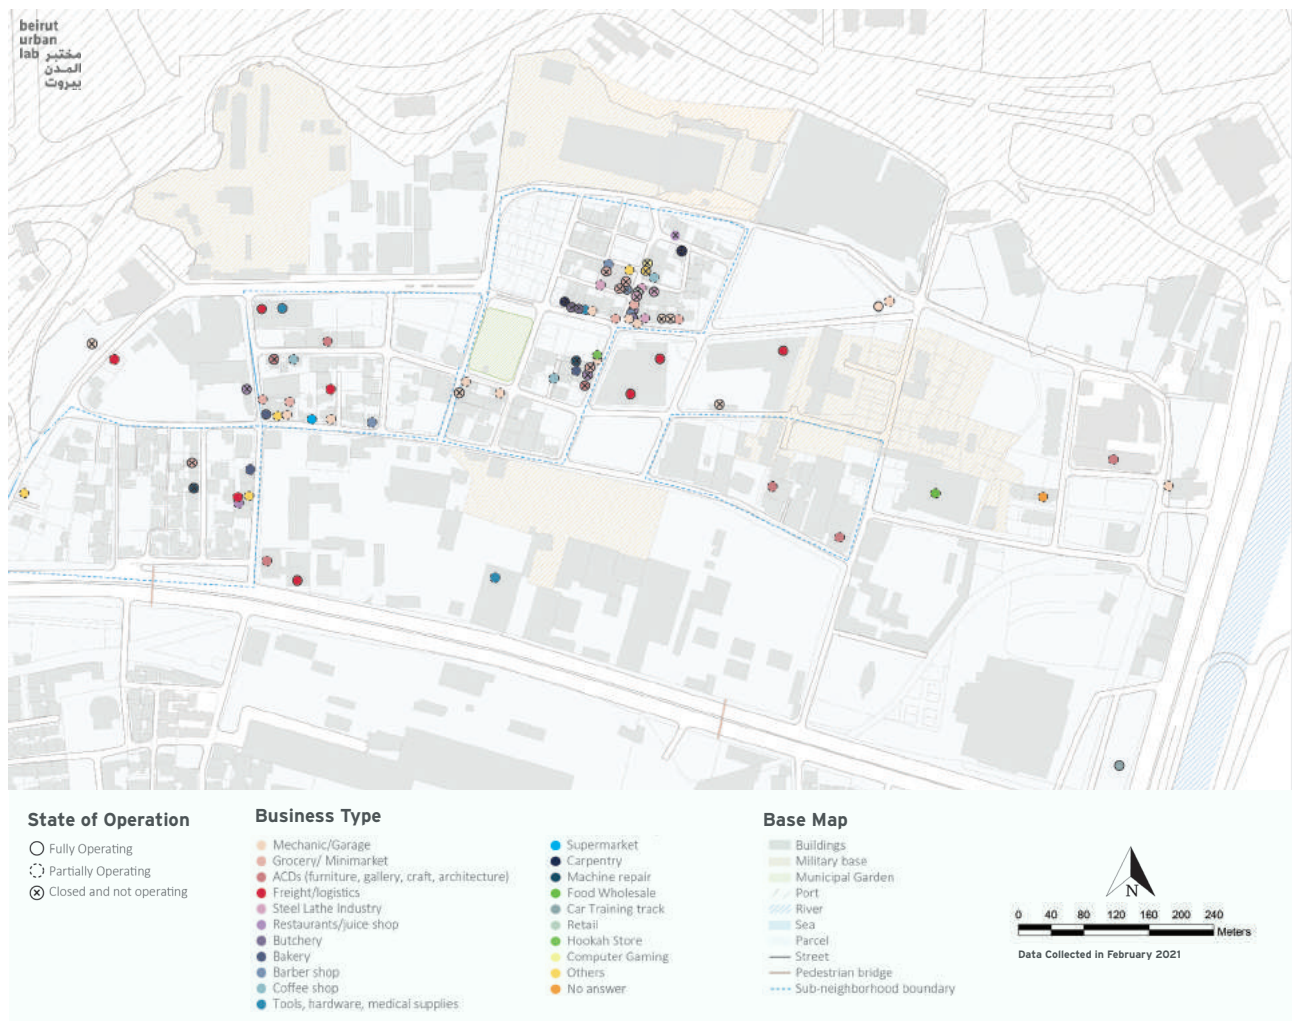 beirut
urban
lab مختبر
المدن
بيروت
State of Operation
Fully Operating
Partially Operating
Closed and not operating
Business Type
Mechanic/Garage
Grocery/ Minimarket
ACDs (furniture, gallery, craft, architecture)
Freight/logistics
Steel Lathe Industry
Restaurants/juice shop
Butchery
Bakery
Barber shop
Coffee shop
Tools, hardware, medical supplies
Supermarket
Carpentry
Machine repair
Food Wholesale
Car Training track
Retail
Hookah Store
Computer Gaming
Others
No answer
Base Map
Buildings
Military base
Municipal Garden
Port
River
Sea
Parcel
Street
Pedestrian bridge
Sub-neighborhood boundary
N
0 40 80 120 160 200 240
Meters
Data Collected in February 2021